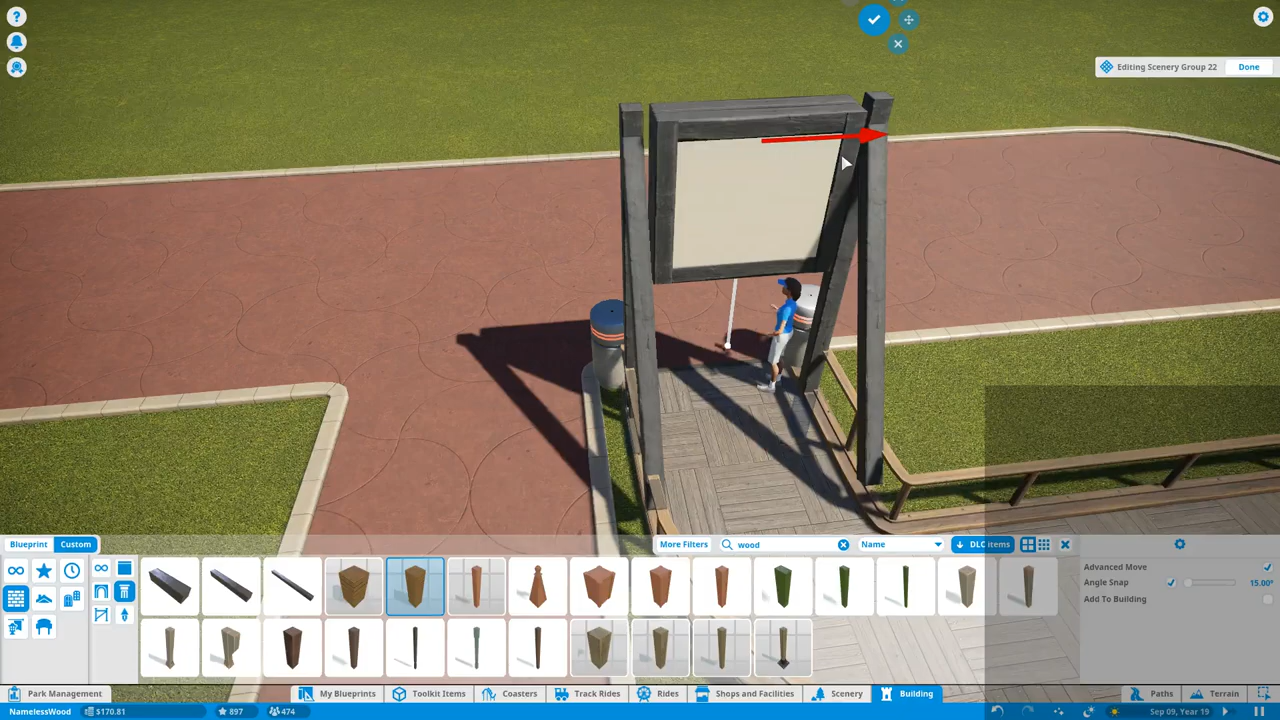 ?
Editing Scenery Group 22
Done
Blueprint
Custom
More Filters
wood
Name
DLC items
Advanced Move
Angle Snap
15.00°
Add To Building
Park Management
My Blueprints
Toolkit Items
Coasters
Track Rides
Rides
Shops and Facilities
Scenery
Building
Paths
Terrain
NamelessWood
$170.81
897
474
Sep 09, Year 19